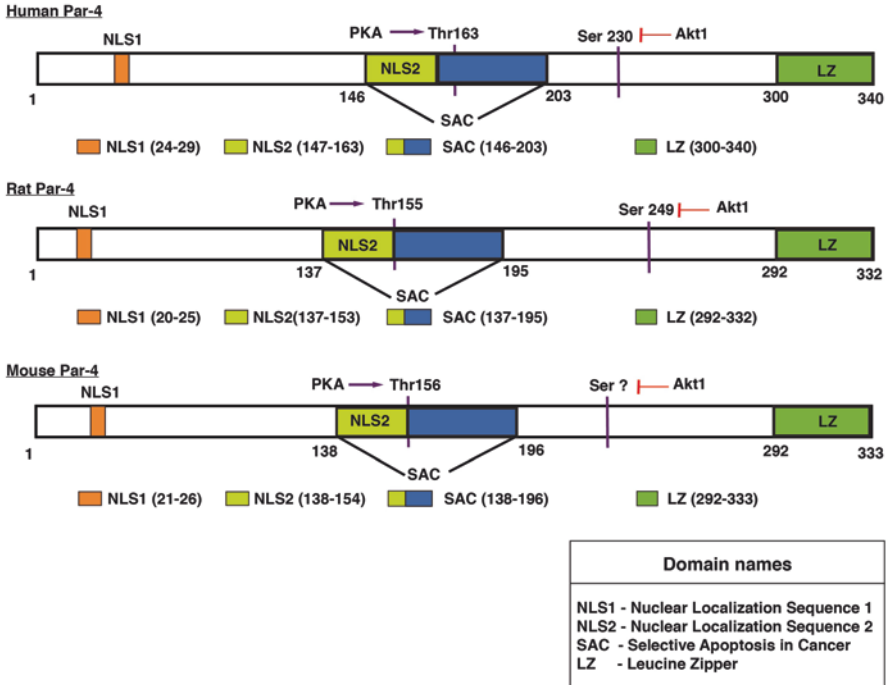 Human Par-4
NLS1
PKA Thr163
Ser 230 Akt1
NLS2
LZ
1
146
203
300
340
SAC
NLS1 (24-29) NLS2 (147-163) SAC (146-203) LZ (300-340)
Rat Par-4
NLS1
PKA Thr155
Ser 249 Akt1
NLS2
LZ
1
137
195
292
332
SAC
NLS1 (20-25) NLS2(137-153) SAC (137-195) LZ (292-332)
Mouse Par-4
NLS1
PKA Thr156
Ser ? Akt1
NLS2
LZ
1
138
196
292
333
SAC
NLS1 (21-26) NLS2 (138-154) SAC (138-196) LZ (292-333)
Domain names
NLS1 - Nuclear Localization Sequence 1
NLS2 - Nuclear Localization Sequence 2
SAC - Selective Apoptosis in Cancer
LZ - Leucine Zipper